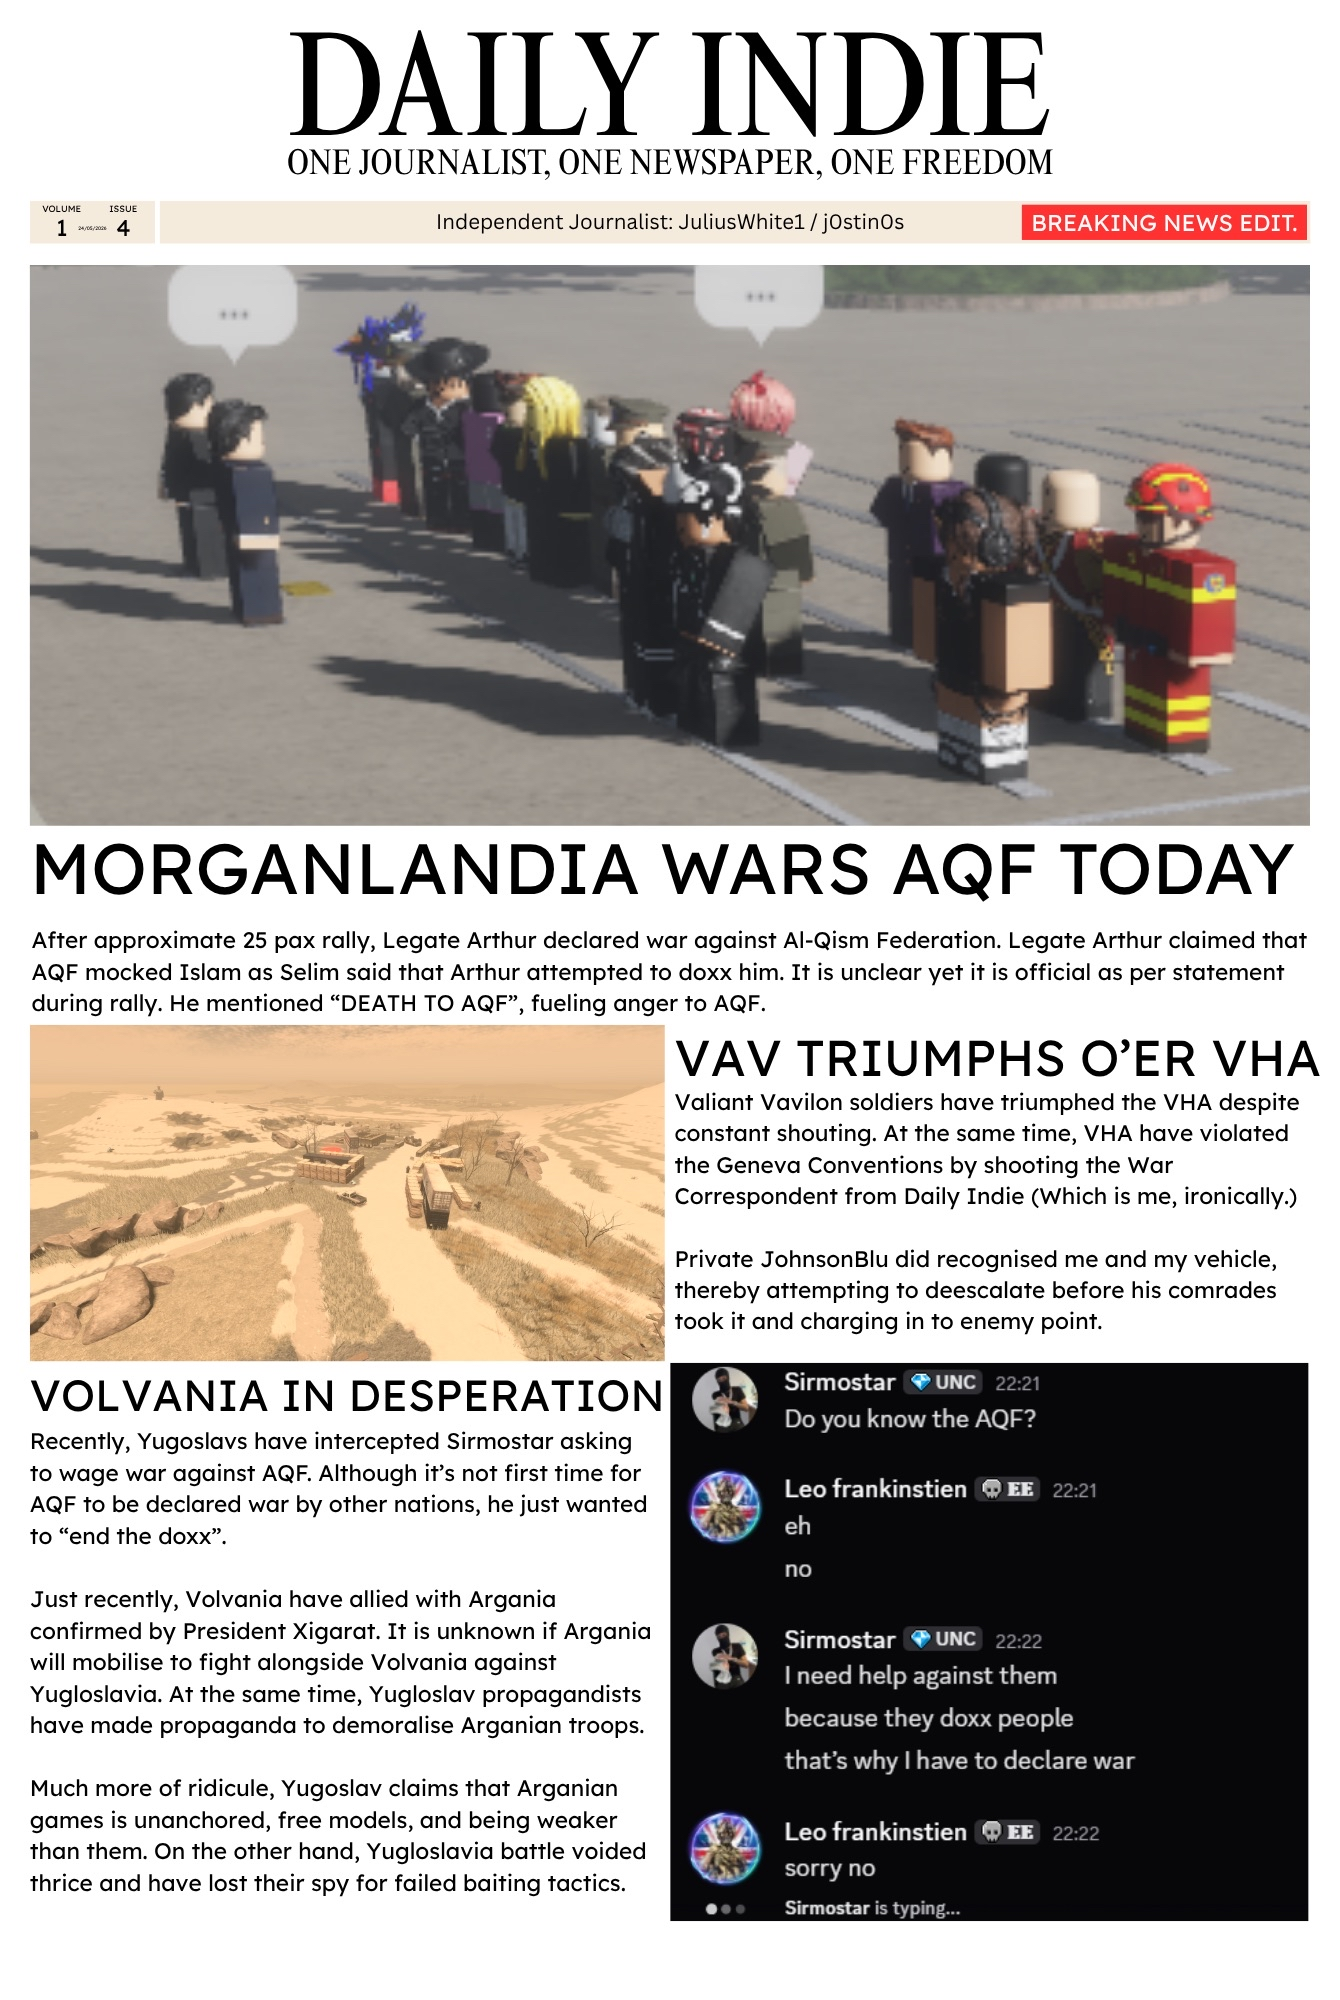 DAILY INDIE
ONE JOURNALIST, ONE NEWSPAPER, ONE FREEDOM
VOLUME ISSUE
1 24/05/2026 4
Independent Journalist: JuliusWhite1 / j0stin0s
BREAKING NEWS EDIT.
...
...
MORGANLANDIA WARS AQF TODAY
After approximate 25 pax rally, Legate Arthur declared war against Al-Qism Federation. Legate Arthur claimed that
AQF mocked Islam as Selim said that Arthur attempted to doxx him. It is unclear yet it is official as per statement
during rally. He mentioned “DEATH TO AQF”, fueling anger to AQF.
VAV TRIUMPHS O’ER VHA
Valiant Vavilon soldiers have triumphed the VHA despite
constant shouting. At the same time, VHA have violated
the Geneva Conventions by shooting the War
Correspondent from Daily Indie (Which is me, ironically.)
Private JohnsonBlu did recognised me and my vehicle,
thereby attempting to deescalate before his comrades
took it and charging in to enemy point.
VOLVANIA IN DESPERATION
Recently, Yugoslavs have intercepted Sirmostar asking
to wage war against AQF. Although it’s not first time for
AQF to be declared war by other nations, he just wanted
to “end the doxx”.
Just recently, Volvania have allied with Argania
confirmed by President Xigarat. It is unknown if Argania
will mobilise to fight alongside Volvania against
Yugloslavia. At the same time, Yugloslav propagandists
have made propaganda to demoralise Arganian troops.
Much more of ridicule, Yugoslav claims that Arganian
games is unanchored, free models, and being weaker
than them. On the other hand, Yugloslavia battle voided
thrice and have lost their spy for failed baiting tactics.
Sirmostar UNC 22:21
Do you know the AQF?
Leo frankinstien EE 22:21
eh
no
Sirmostar UNC 22:22
I need help against them
because they doxx people
that’s why I have to declare war
Leo frankinstien EE 22:22
sorry no
Sirmostar is typing...